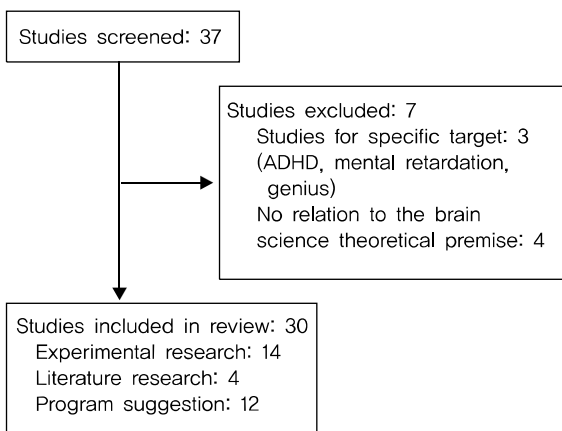 Studies screened: 37
Studies excluded: 7
Studies for specific target: 3
(ADHD, mental retardation,
genius)
No relation to the brain
science theoretical premise: 4
Studies included in review: 30
Experimental research: 14
Literature research: 4
Program suggestion: 12